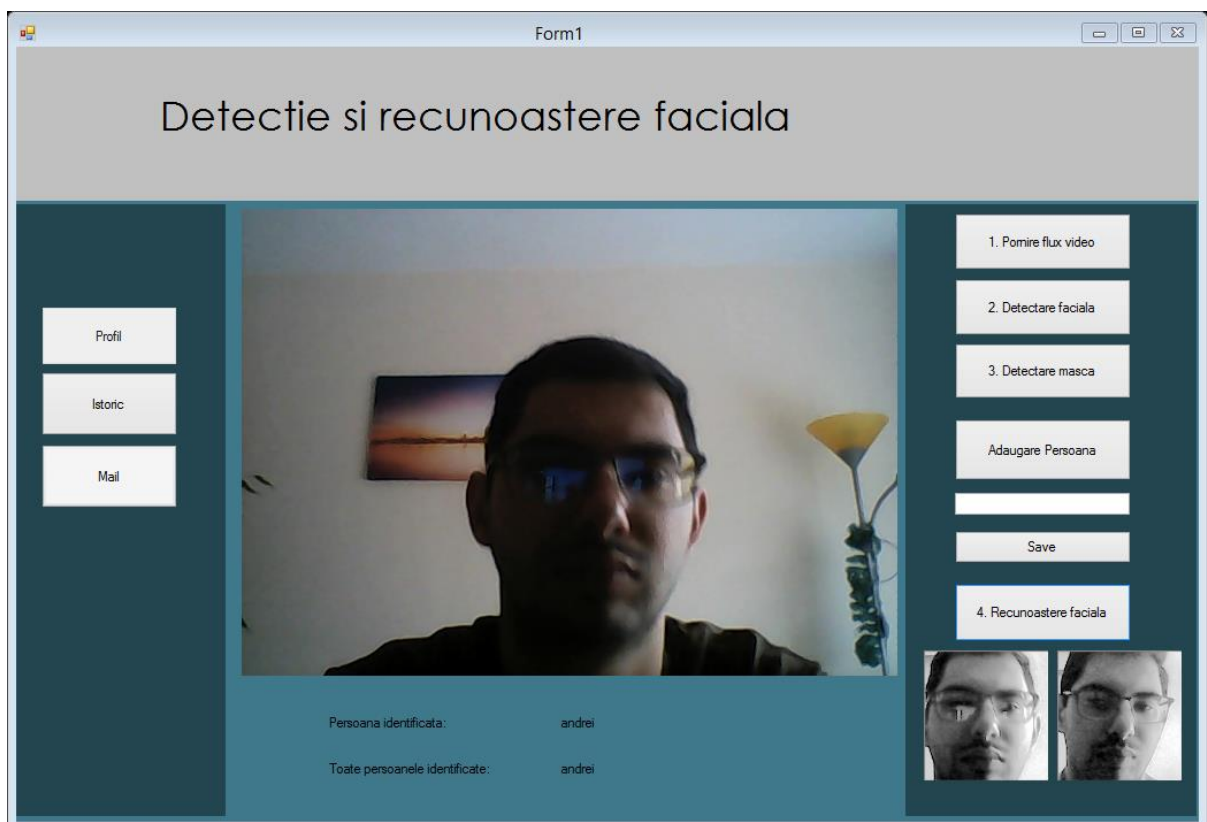 Form1
Detectie si recunoastere faciala
Profil
Istoric
Mail
1. Pornire flux video
2. Detectare faciala
3. Detectare masca
Adaugare Persoana
Save
4. Recunoastere faciala
Persoana identificata: andrei
Toate persoanele identificate: andrei